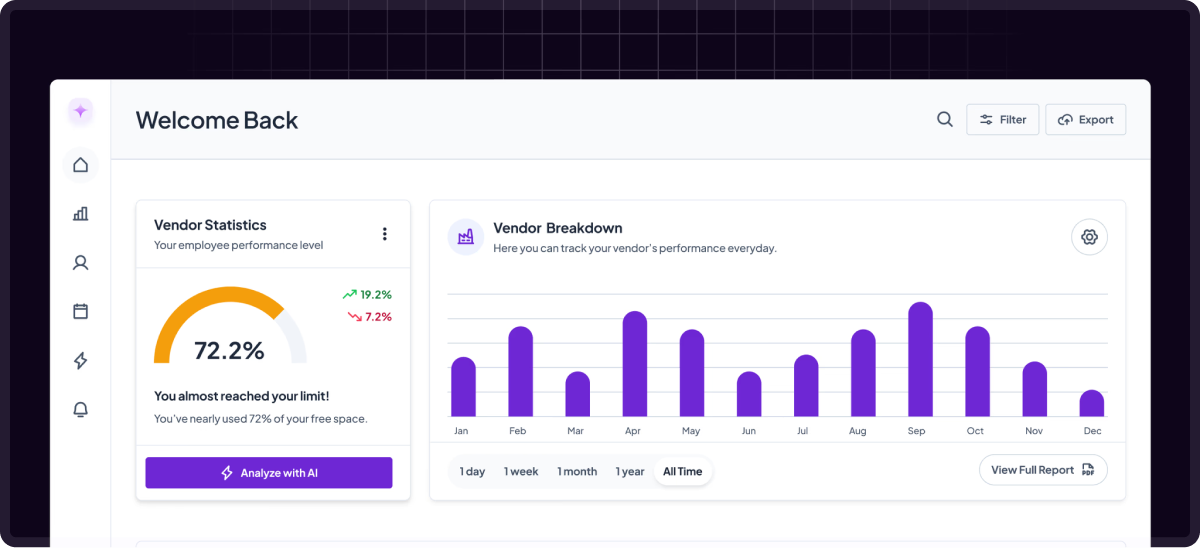 Welcome Back
Filter
Export
Vendor Statistics
Your employee performance level
19.2%
7.2%
72.2%
You almost reached your limit!
You've nearly used 72% of your free space.
Analyze with AI
Vendor Breakdown
Here you can track your vendor's performance everyday.
Jan Feb Mar Apr May Jun Jul Aug Sep Oct Nov Dec
1 day 1 week 1 month 1 year All Time
View Full Report PDF